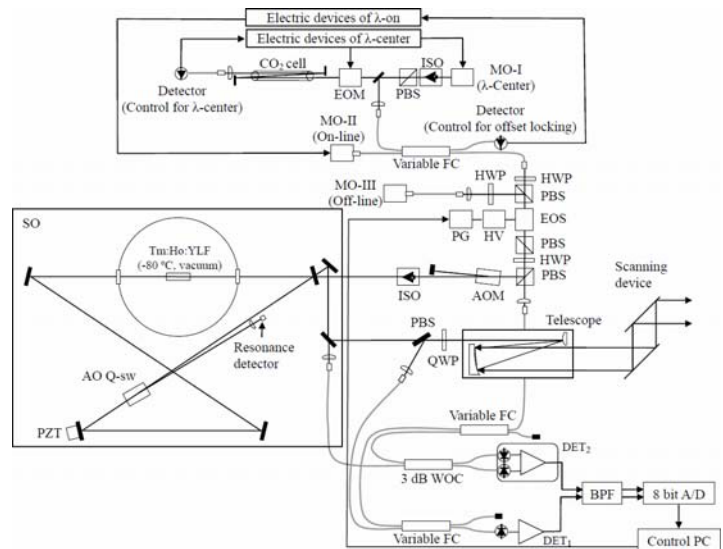 Electric devices of λ-on
Electric devices of λ-center
CO2 cell
ISO
MO-I
(λ-Center)
PBS
EOM
Detector
(Control for λ-center)
Detector
(Control for offset locking)
MO-II
(On-line)
Variable FC
HWP
HWP
PBS
MO-III
(Off-line)
EOS
PG
HV
PBS
HWP
PBS
SO
Tm:Ho:YLF
(-80 ºC, vacuum)
ISO
AOM
Scanning
device
Telescope
PBS
QWP
Resonance
detector
AO Q-sw
PZT
Variable FC
DET2
3 dB WOC
BPF
8 bit A/D
Variable FC
DET1
Control PC